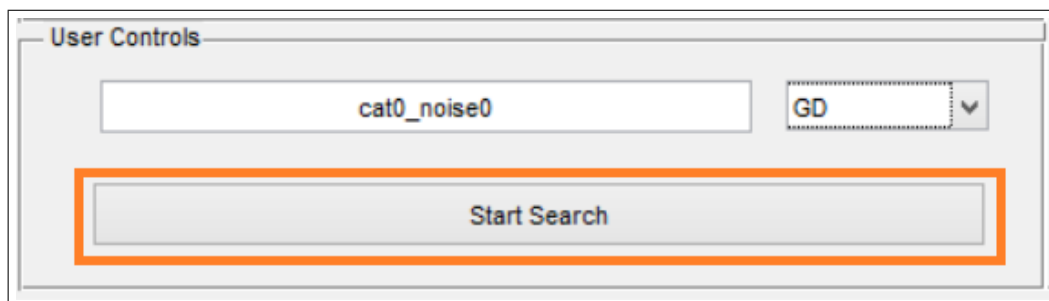 User Controls
cat0_noise0 GD
Start Search